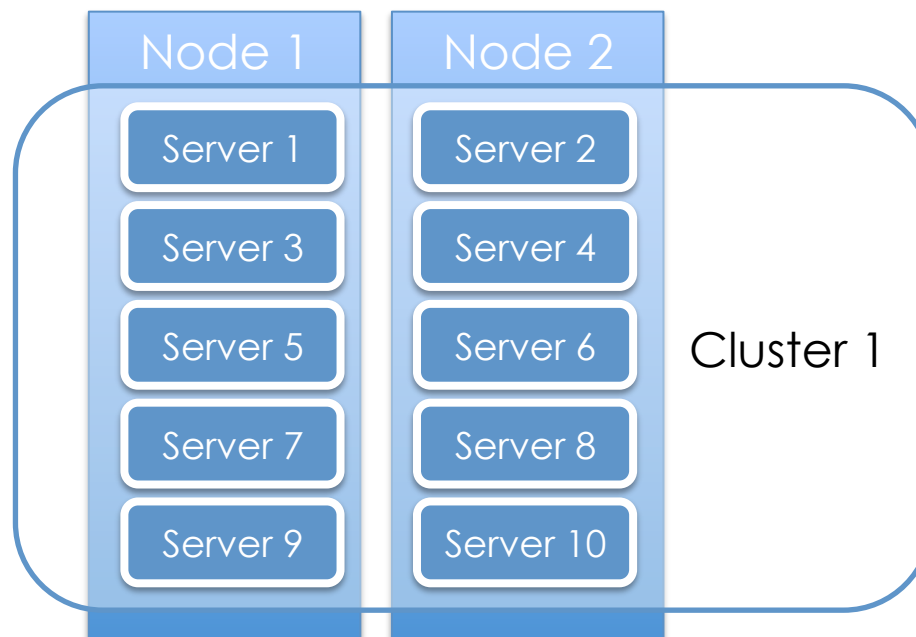 Node 1
Node 2
Server 1
Server 2
Server 3
Server 4
Server 5
Server 6
Cluster 1
Server 7
Server 8
Server 9
Server 10